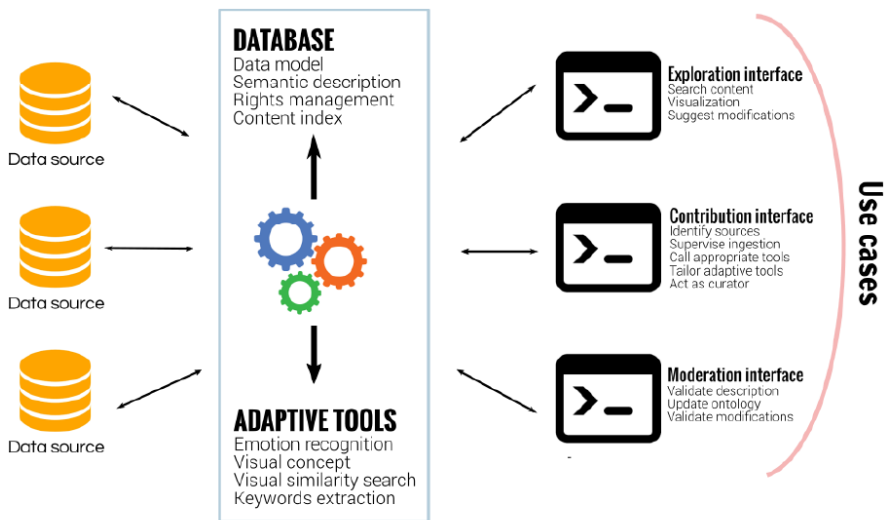 Data source
Data source
Data source
DATABASE
Data model
Semantic description
Rights management
Content index
ADAPTIVE TOOLS
Emotion recognition
Visual concept
Visual similarity search
Keywords extraction
Exploration interface
Search content
Visualization
Suggest modifications
Contribution interface
Identify sources
Supervise ingestion
Call appropriate tools
Tailor adaptive tools
Act as curator
Moderation interface
Validate description
Update ontology
Validate modifications
Use cases